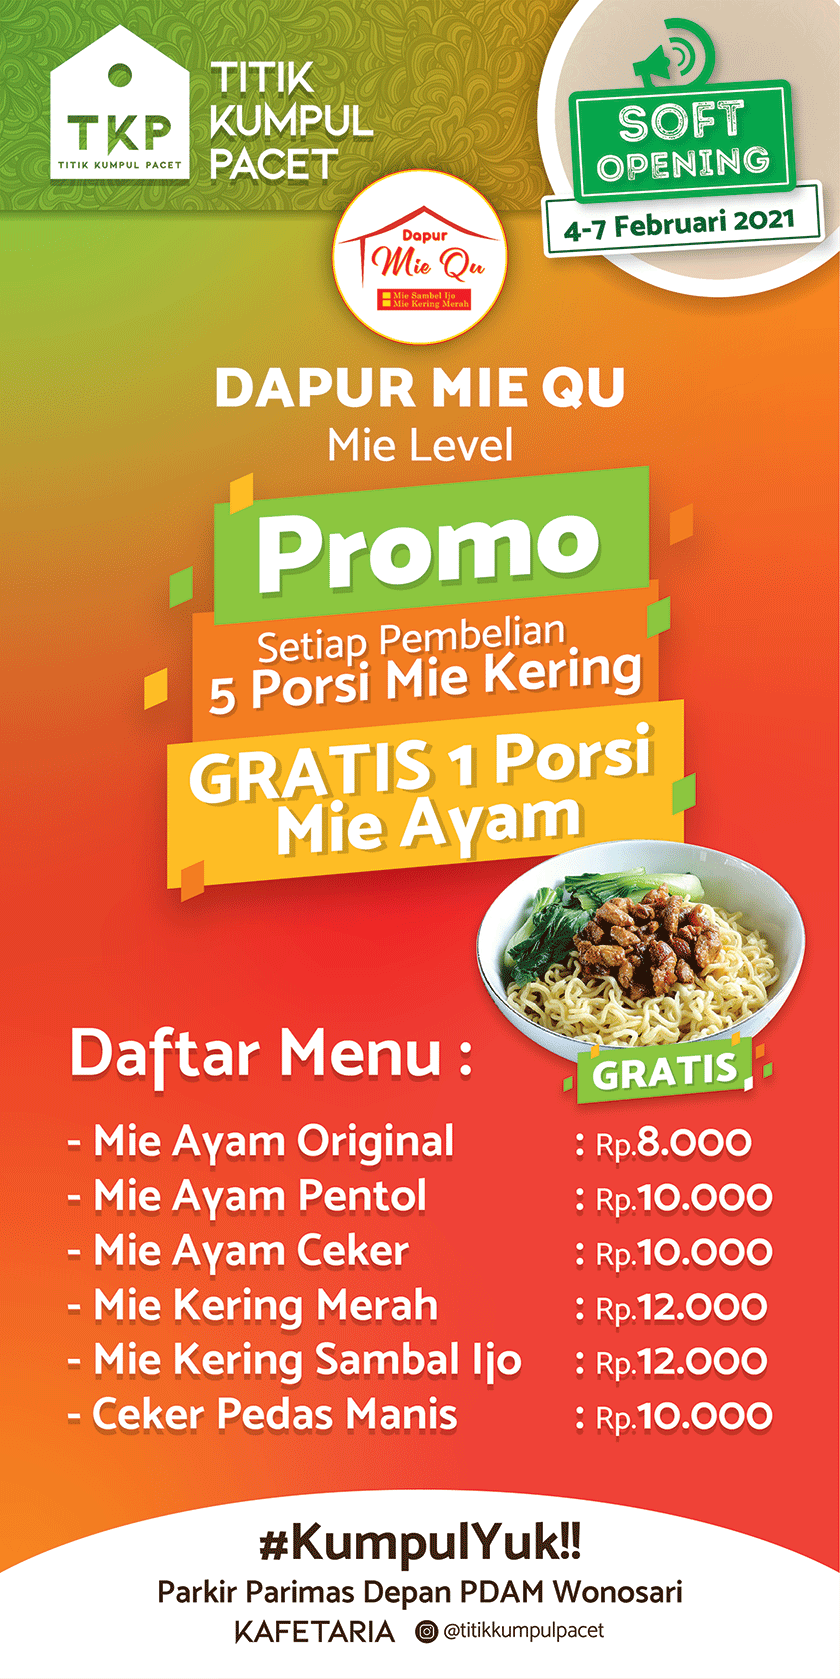 TKP
TITIK KUMPUL PACET
TITIK
KUMPUL
PACET
SOFT
OPENING
4-7 Februari 2021
Dapur
Mie Qu
Mie Sambel Ijo
Mie Kering Merah
DAPUR MIE QU
Mie Level
Promo
Setiap Pembelian
5 Porsi Mie Kering
GRATIS 1 Porsi
Mie Ayam
GRATIS
Daftar Menu :
- Mie Ayam Original : Rp.8.000
- Mie Ayam Pentol : Rp.10.000
- Mie Ayam Ceker : Rp.10.000
- Mie Kering Merah : Rp.12.000
- Mie Kering Sambal Ijo : Rp.12.000
- Ceker Pedas Manis : Rp.10.000
#KumpulYuk!!
Parkir Parimas Depan PDAM Wonosari
KAFETARIA @titikkumpulpacet